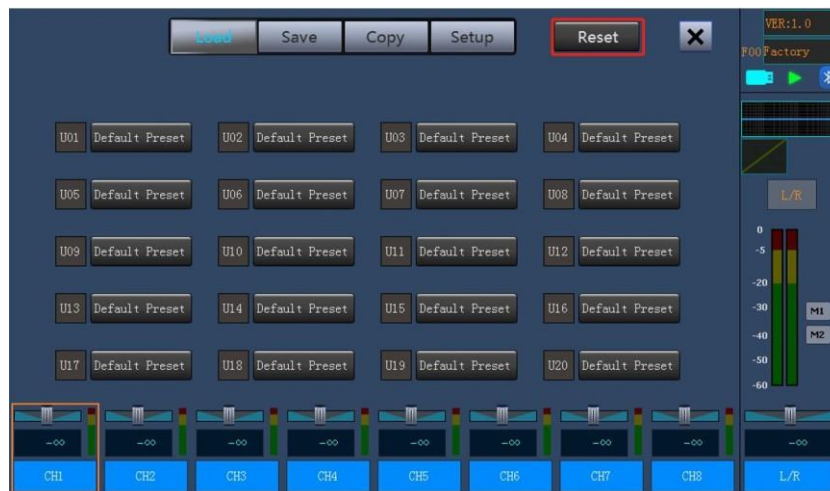 Load Save Copy Setup Reset X
VER:1.0
F00 Factory
U01 Default Preset U02 Default Preset U03 Default Preset U04 Default Preset
U05 Default Preset U06 Default Preset U07 Default Preset U08 Default Preset
L/R
U09 Default Preset U10 Default Preset U11 Default Preset U12 Default Preset
U13 Default Preset U14 Default Preset U15 Default Preset U16 Default Preset
U17 Default Preset U18 Default Preset U19 Default Preset U20 Default Preset
0
-5
-20
-30 M1
-40 M2
-50
-60
-∞ -∞ -∞ -∞ -∞ -∞ -∞ -∞ -∞
CH1 CH2 CH3 CH4 CH5 CH6 CH7 CH8 L/R